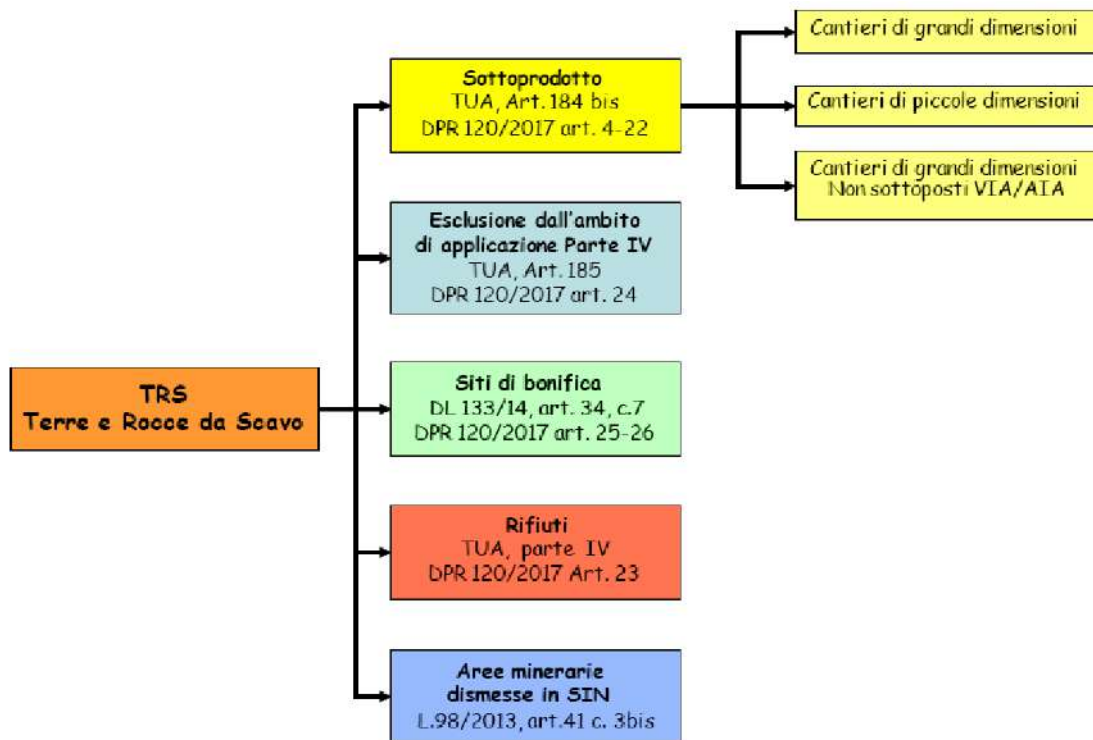 TRS
Terre e Rocce da Scavo
Sottoprodotto
TUA, Art. 184 bis
DPR 120/2017 art. 4-22
Cantieri di grandi dimensioni
Cantieri di piccole dimensioni
Cantieri di grandi dimensioni
Non sottoposti VIA/AIA
Esclusione dall'ambito
di applicazione Parte IV
TUA, Art. 185
DPR 120/2017 art. 24
Siti di bonifica
DL 133/14, art. 34, c.7
DPR 120/2017 art. 25-26
Rifiuti
TUA, parte IV
DPR 120/2017 Art. 23
Aree minerarie
dismesse in SIN
L.98/2013, art.41 c. 3bis